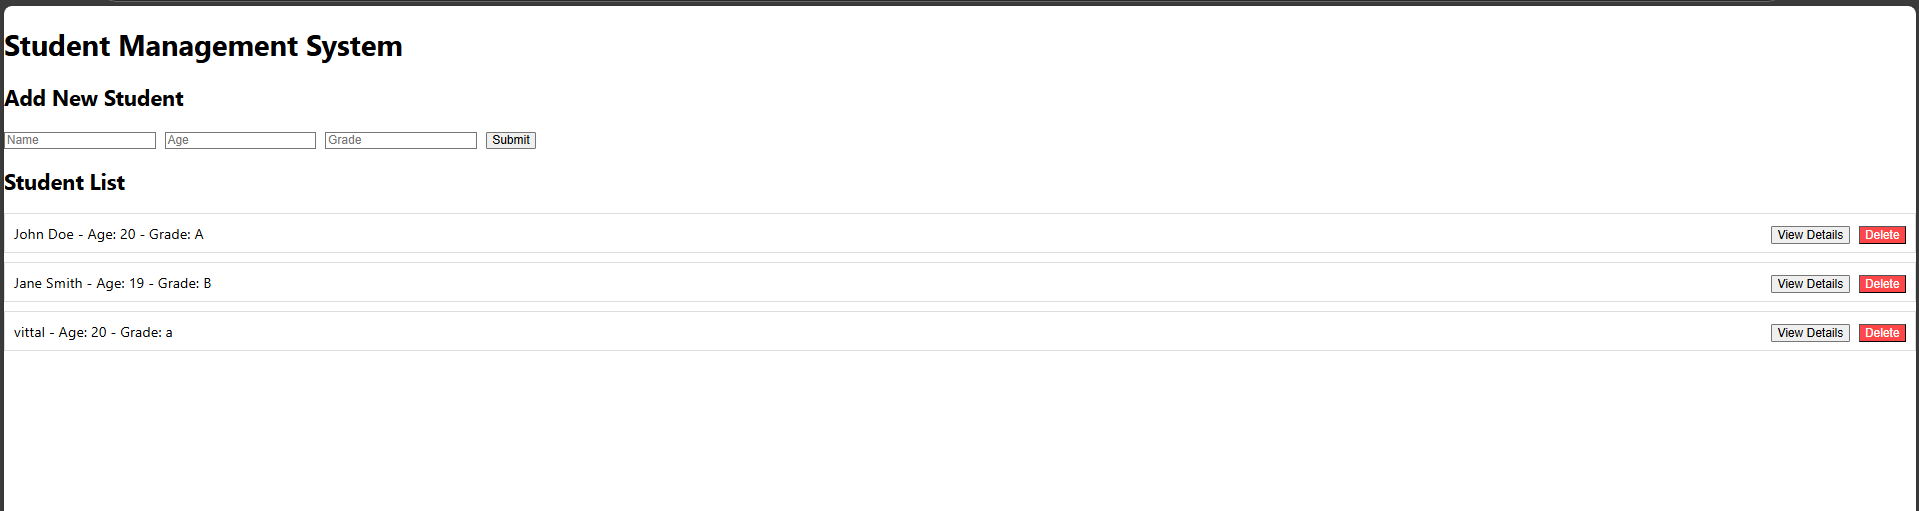 Student Management System
Add New Student
Name Age Grade Submit
Student List
John Doe - Age: 20 - Grade: A View Details Delete
Jane Smith - Age: 19 - Grade: B View Details Delete
vittal - Age: 20 - Grade: a View Details Delete